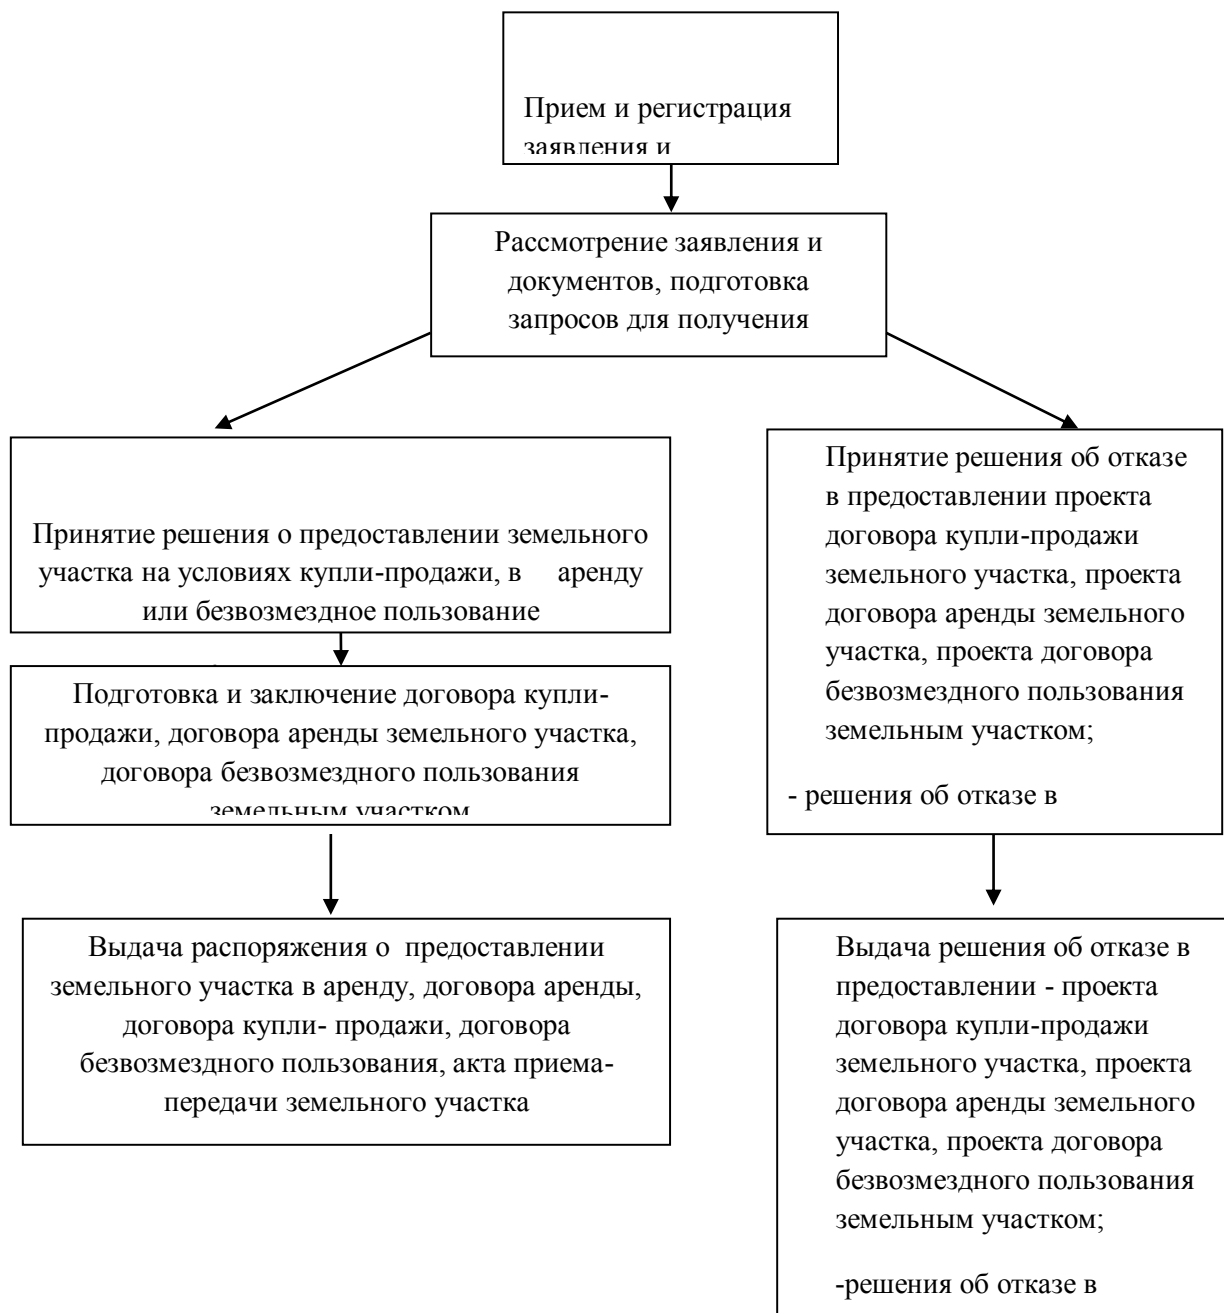 Прием и регистрация
заявления и
Рассмотрение заявления и
документов, подготовка
запросов для получения
Принятие решения о предоставлении земельного
участка на условиях купли-продажи, в аренду
или безвозмездное пользование
Подготовка и заключение договора купли-
продажи, договора аренды земельного участка,
договора безвозмездного пользования
земельным участком
Выдача распоряжения о предоставлении
земельного участка в аренду, договора аренды,
договора купли- продажи, договора
безвозмездного пользования, акта приема-
передачи земельного участка
Принятие решения об отказе
в предоставлении проекта
договора купли-продажи
земельного участка, проекта
договора аренды земельного
участка, проекта договора
безвозмездного пользования
земельным участком;
- решения об отказе в
Выдача решения об отказе в
предоставлении - проекта
договора купли-продажи
земельного участка, проекта
договора аренды земельного
участка, проекта договора
безвозмездного пользования
земельным участком;
-решения об отказе в